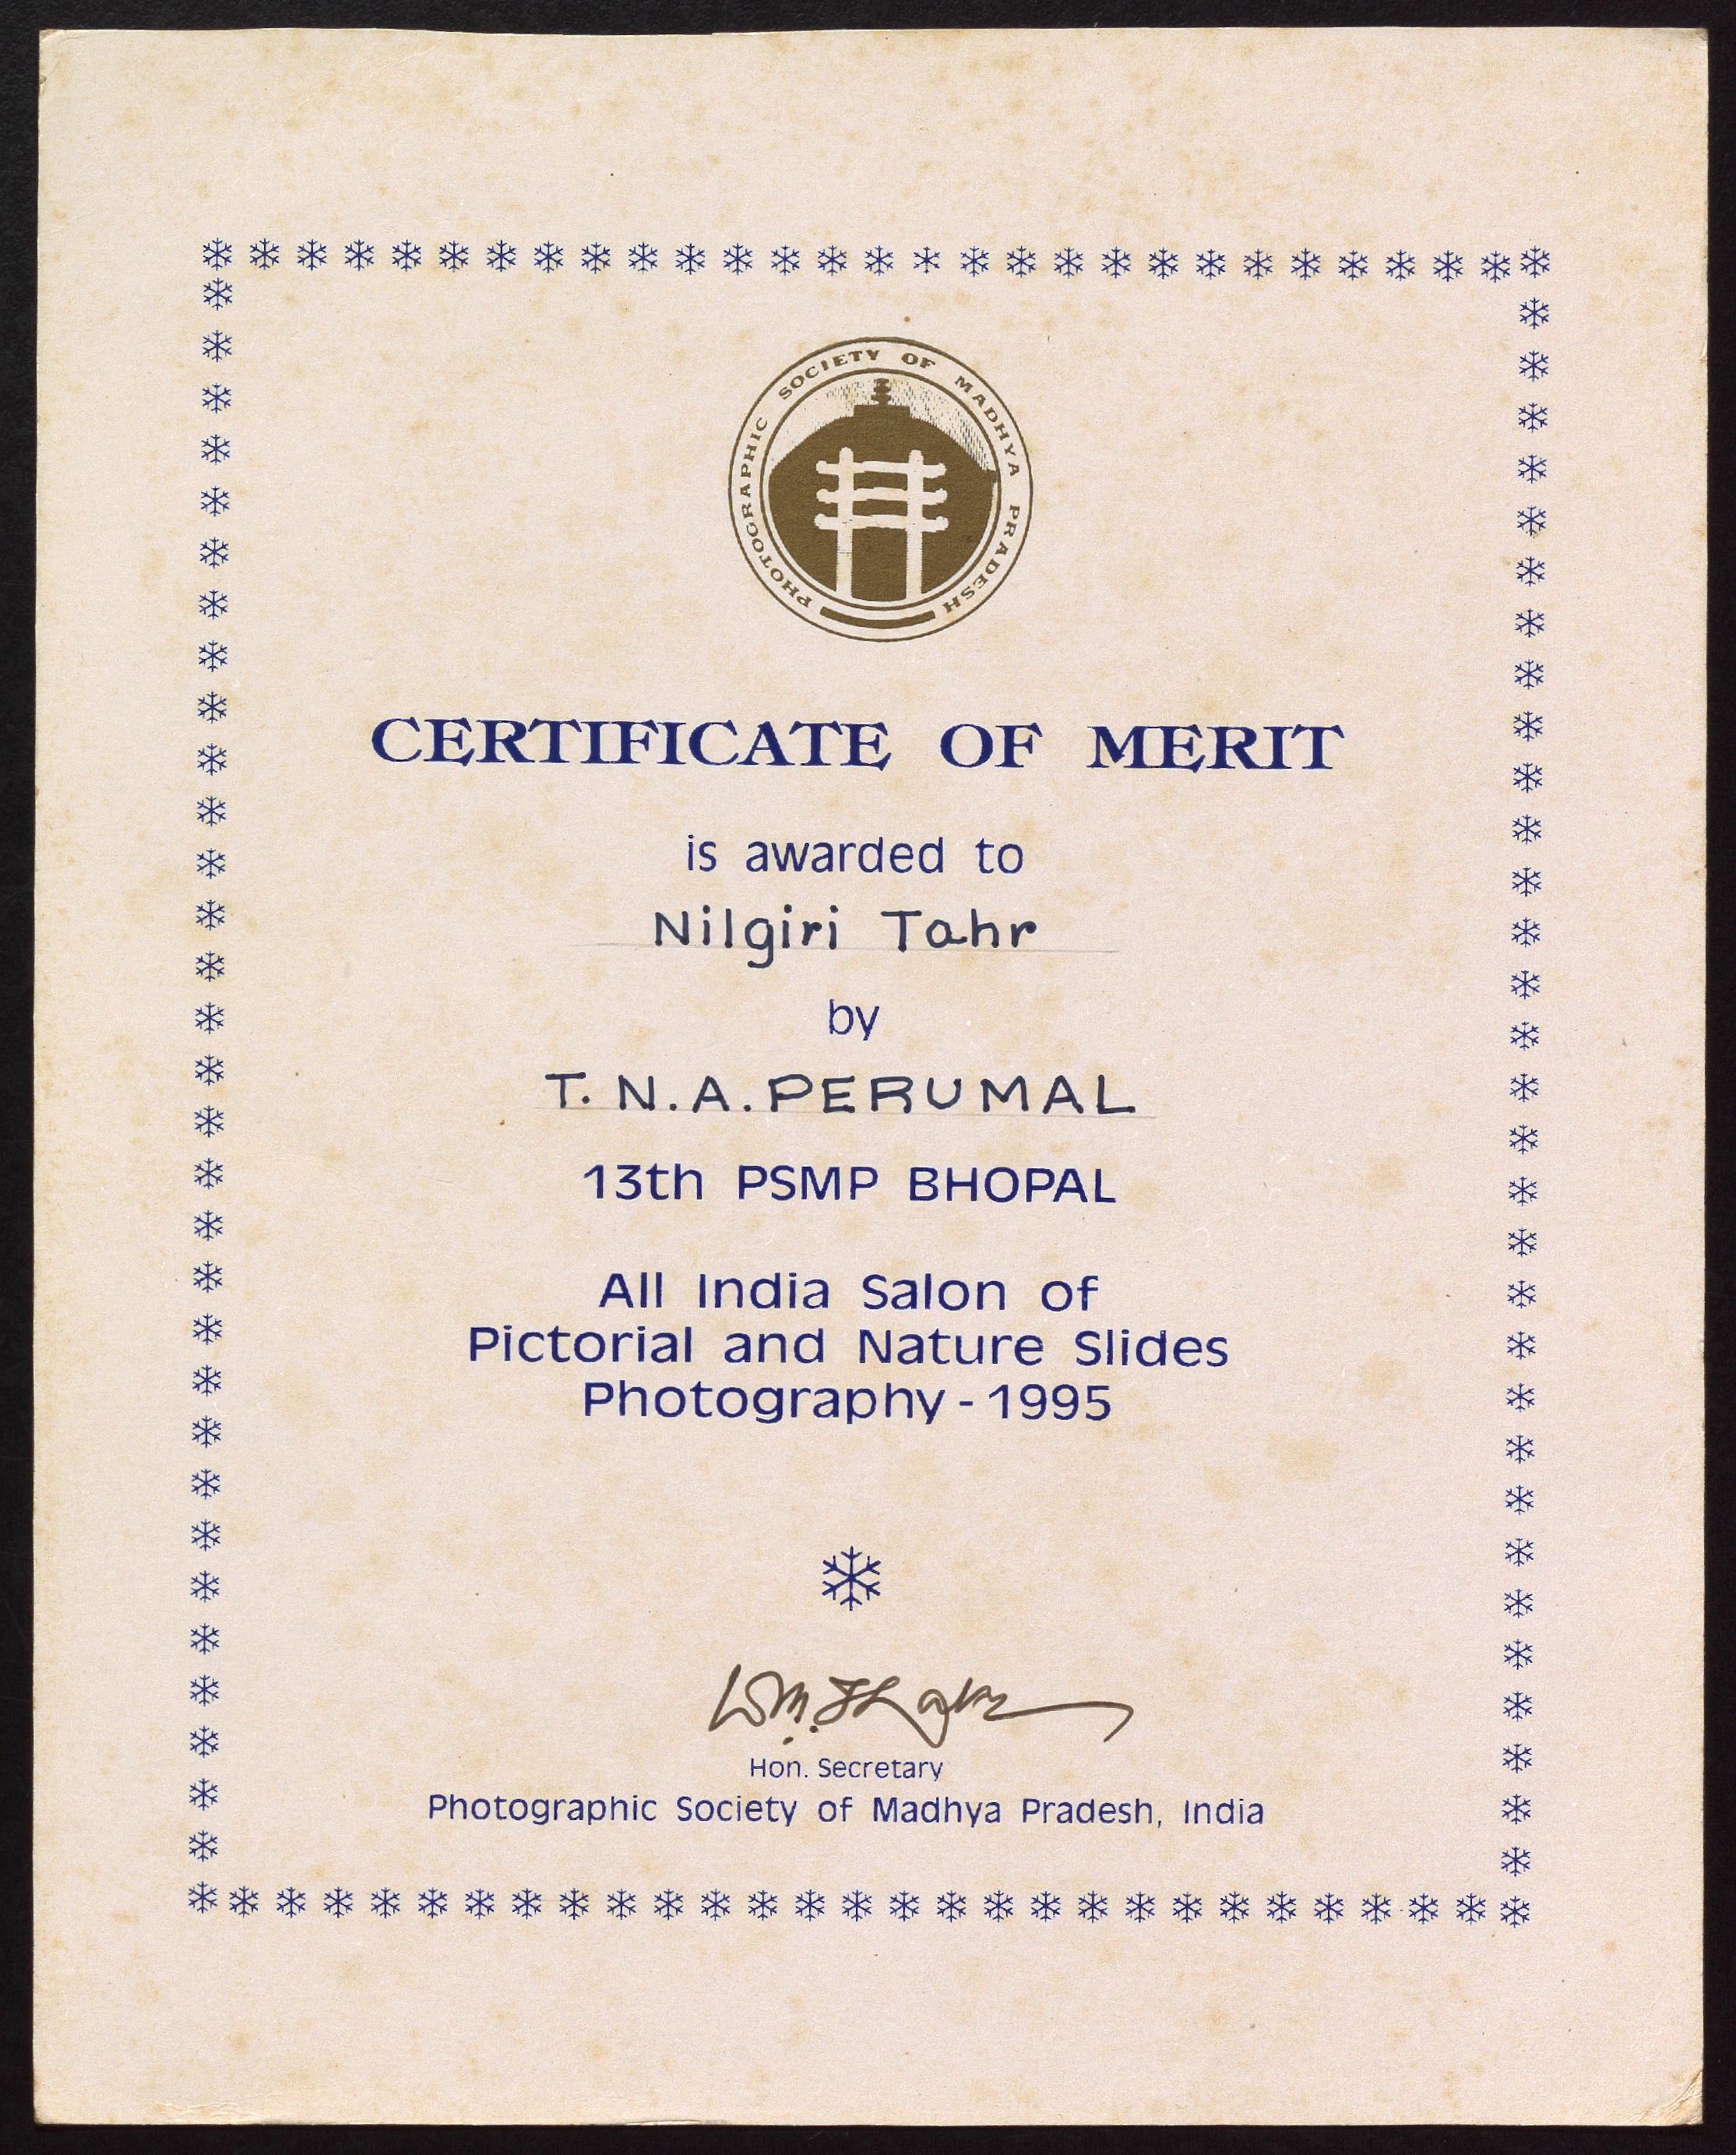 PHOTOGRAPHIC SOCIETY OF MADHYA PRADESH
CERTIFICATE OF MERIT
is awarded to
Nilgiri Tahr
by
T. N. A. PERUMAL
13th PSMP BHOPAL
All India Salon of
Pictorial and Nature Slides
Photography - 1995
Hon. Secretary
Photographic Society of Madhya Pradesh, India